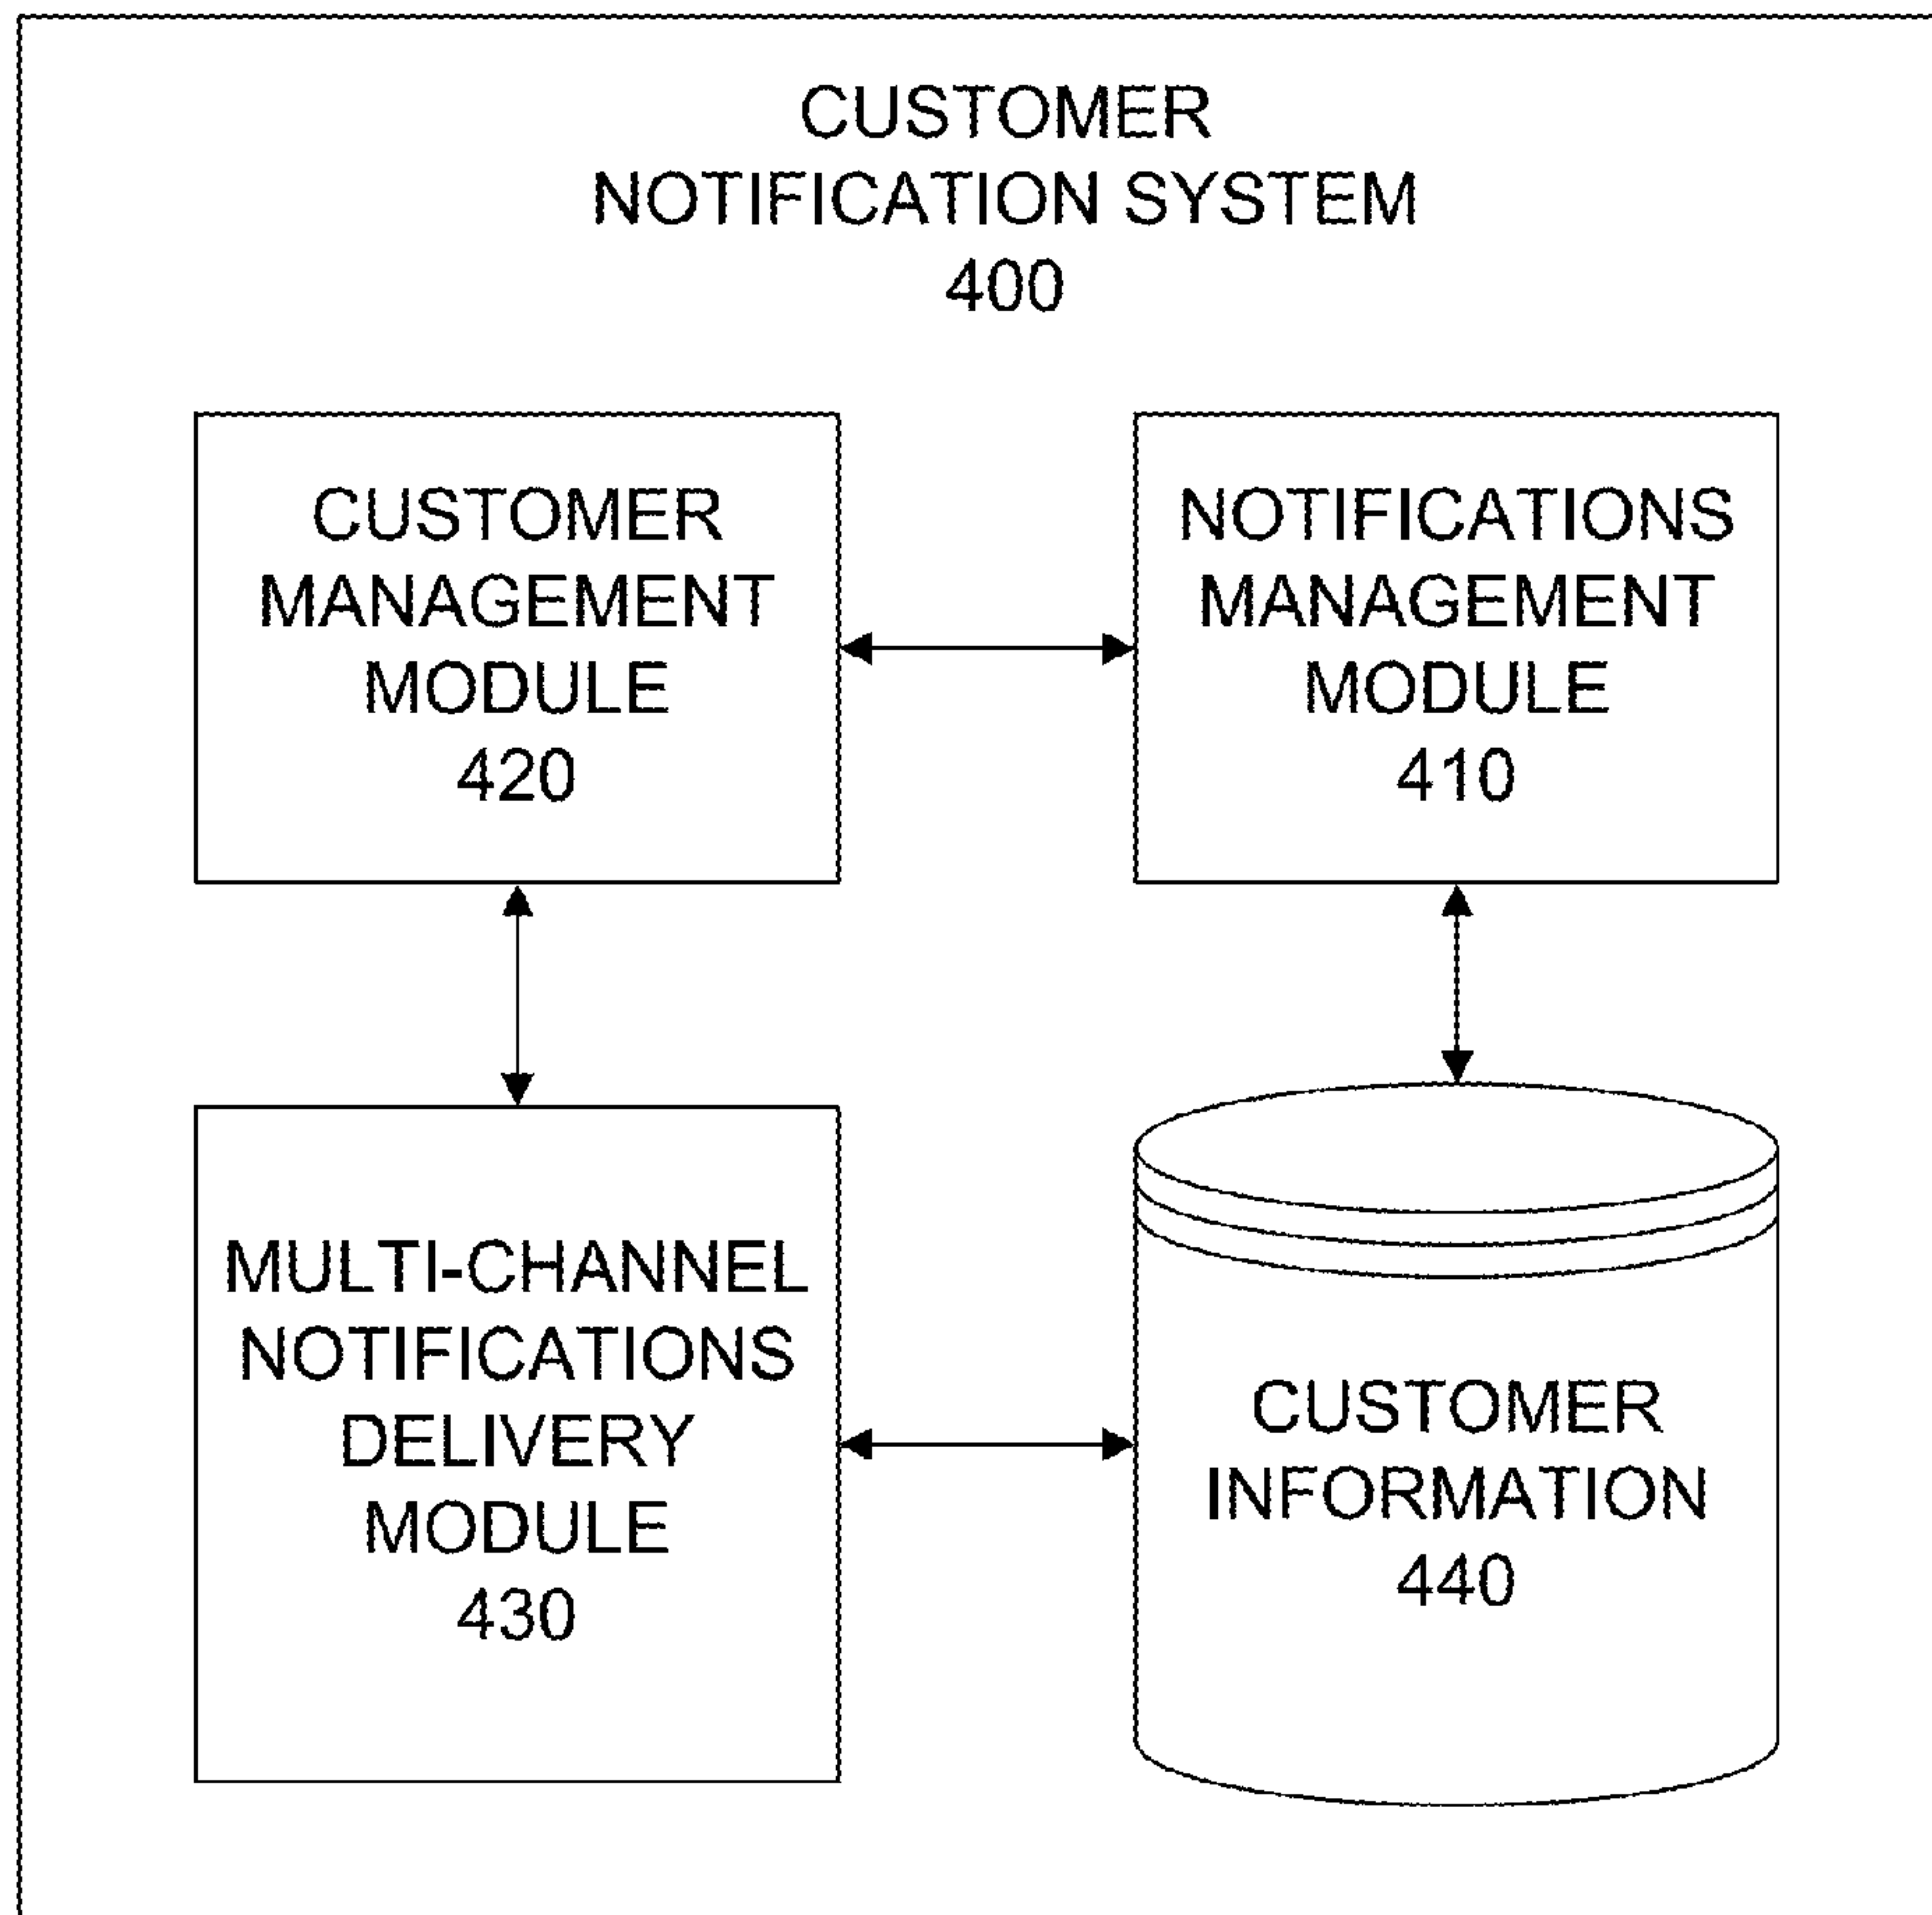 CUSTOMER
NOTIFICATION SYSTEM
400
CUSTOMER
MANAGEMENT
MODULE
420
NOTIFICATIONS
MANAGEMENT
MODULE
410
MULTI-CHANNEL
NOTIFICATIONS
DELIVERY
MODULE
430
CUSTOMER
INFORMATION
440